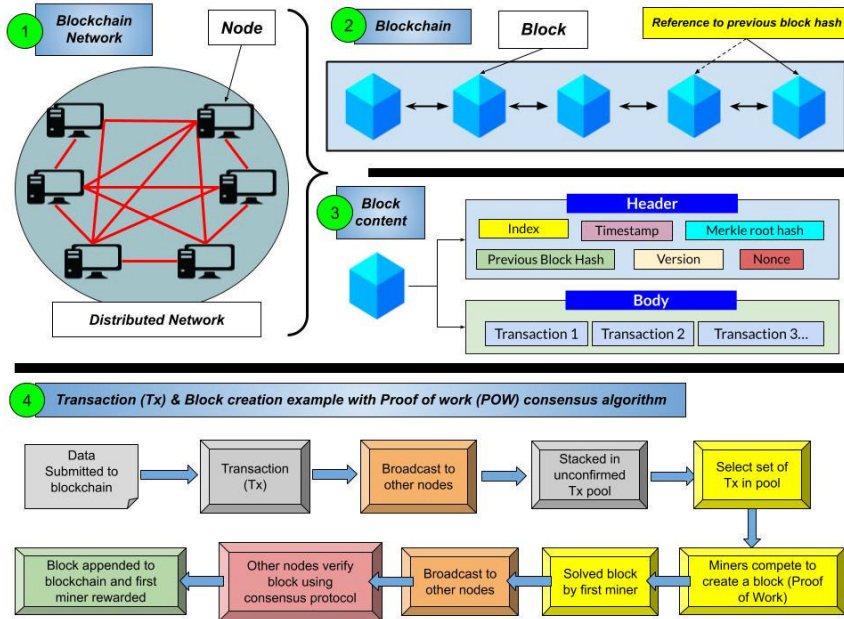 1
Blockchain
Network
Node
Distributed Network
2
Blockchain
Block
Reference to previous block hash
3
Block
content
Header
Index
Timestamp
Merkle root hash
Previous Block Hash
Version
Nonce
Body
Transaction 1
Transaction 2
Transaction 3...
4
Transaction (Tx) & Block creation example with Proof of work (POW) consensus algorithm
Data
Submitted to
blockchain
Transaction
(Tx)
Broadcast to
other nodes
Stacked in
unconfirmed
Tx pool
Select set of
Tx in pool
Miners compete to
create a block (Proof
of Work)
Solved block
by first miner
Broadcast to
other nodes
Other nodes verify
block using
consensus protocol
Block appended to
blockchain and first
miner rewarded